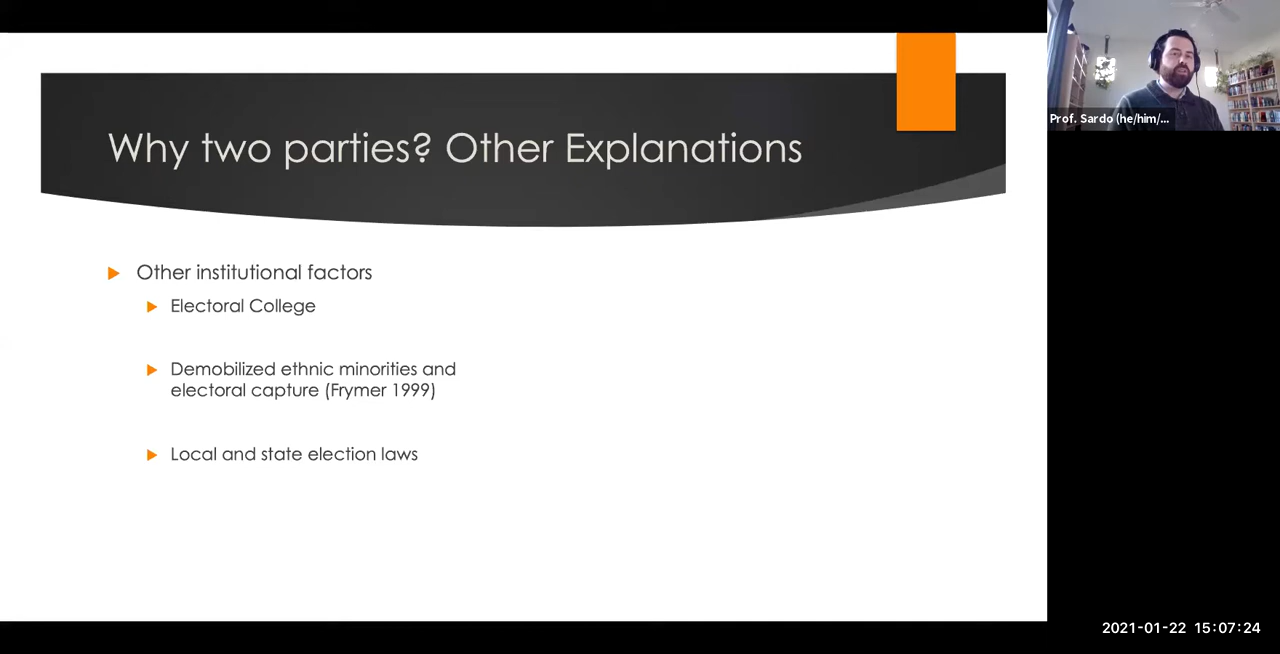 Why two parties? Other Explanations
Other institutional factors
Electoral College
Demobilized ethnic minorities and
electoral capture (Frymer 1999)
Local and state election laws
Prof. Sardo (he/him/...
2021-01-22 15:07:24